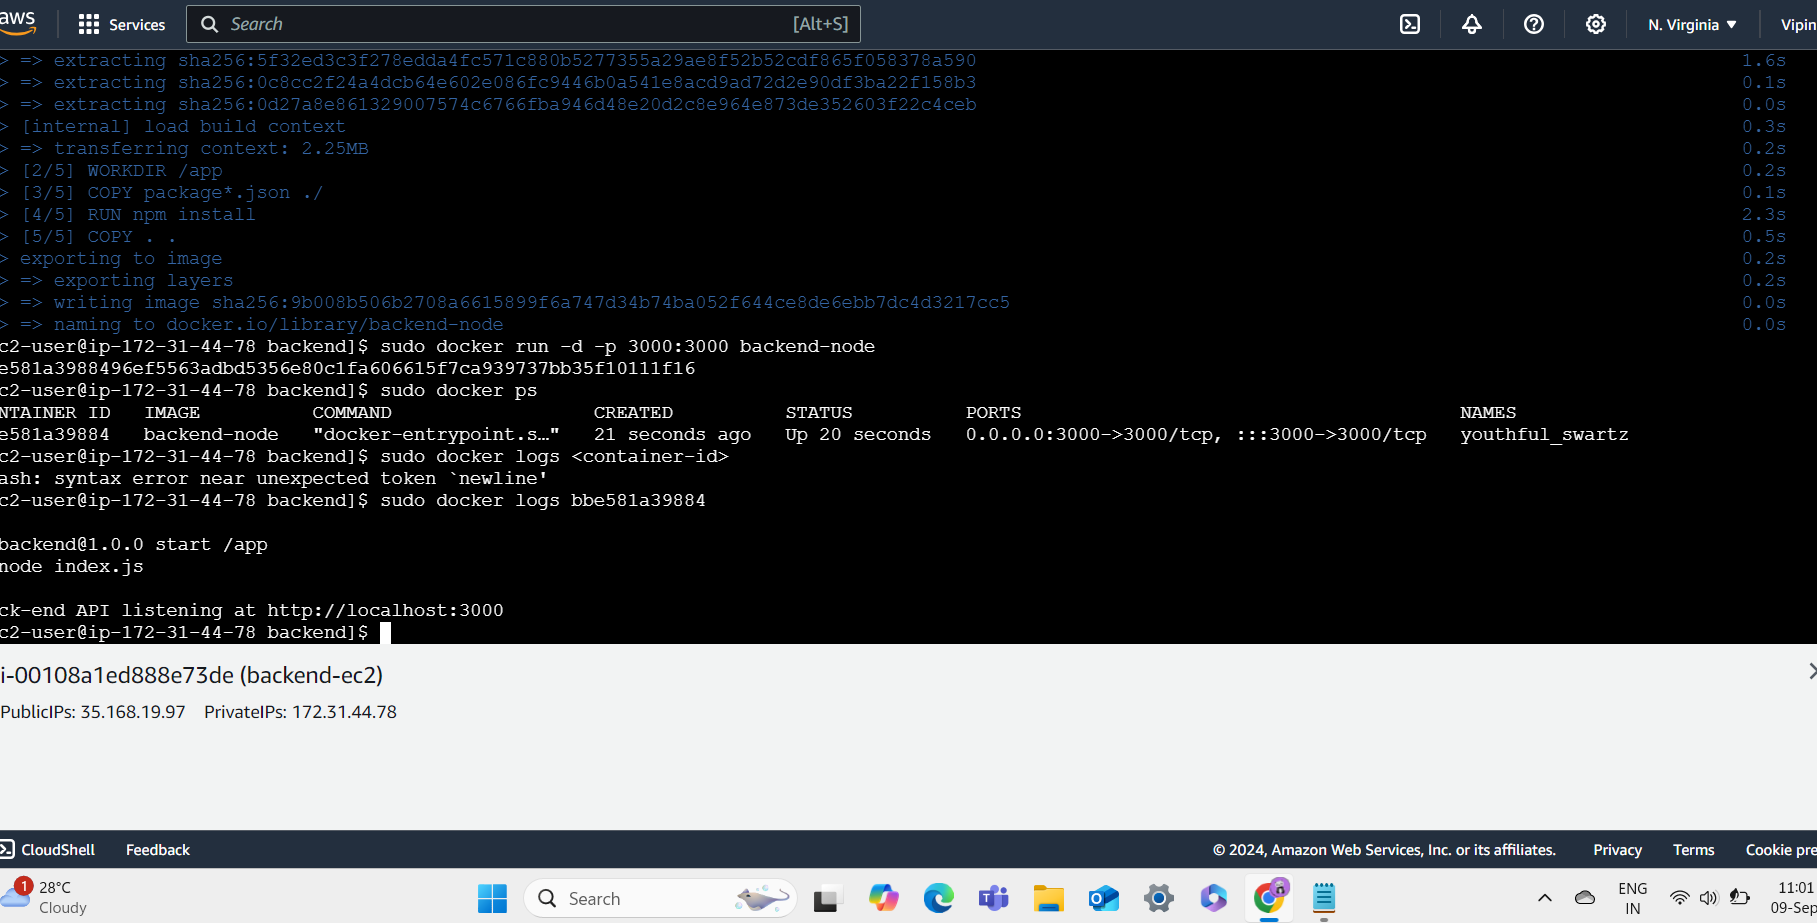 aws
Services
Search
[Alt+S]
N. Virginia
Vipin
> => extracting sha256:5f32ed3c3f278edda4fc571c880b5277355a29ae8f52b52cdf865f058378a590 1.6s
> => extracting sha256:0c8cc2f24a4dcb64e602e086fc9446b0a541e8acd9ad72d2e90df3ba22f158b3 0.1s
> => extracting sha256:0d27a8e861329007574c6766fba946d48e20d2c8e964e873de352603f22c4ceb 0.0s
> [internal] load build context 0.3s
> => transferring context: 2.25MB 0.2s
> [2/5] WORKDIR /app 0.2s
> [3/5] COPY package*.json ./ 0.1s
> [4/5] RUN npm install 2.3s
> [5/5] COPY . . 0.5s
> exporting to image 0.2s
> => exporting layers 0.2s
> => writing image sha256:9b008b506b2708a6615899f6a747d34b74ba052f644ce8de6ebb7dc4d3217cc5 0.0s
> => naming to docker.io/library/backend-node 0.0s
c2-user@ip-172-31-44-78 backend]$ sudo docker run -d -p 3000:3000 backend-node
e581a3988496ef5563adbd5356e80c1fa606615f7ca939737bb35f10111f16
c2-user@ip-172-31-44-78 backend]$ sudo docker ps
NTAINER ID IMAGE COMMAND CREATED STATUS PORTS NAMES
e581a39884 backend-node "docker-entrypoint.s…" 21 seconds ago Up 20 seconds 0.0.0.0:3000->3000/tcp, :::3000->3000/tcp youthful_swartz
c2-user@ip-172-31-44-78 backend]$ sudo docker logs <container-id>
ash: syntax error near unexpected token `newline'
c2-user@ip-172-31-44-78 backend]$ sudo docker logs bbe581a39884
backend@1.0.0 start /app
node index.js
ck-end API listening at http://localhost:3000
c2-user@ip-172-31-44-78 backend]$
i-00108a1ed888e73de (backend-ec2)
PublicIPs: 35.168.19.97 PrivateIPs: 172.31.44.78
CloudShell
Feedback
© 2024, Amazon Web Services, Inc. or its affiliates.
Privacy
Terms
Cookie pre
1
28°C
Cloudy
Search
ENG
IN
11:01
09-Sep